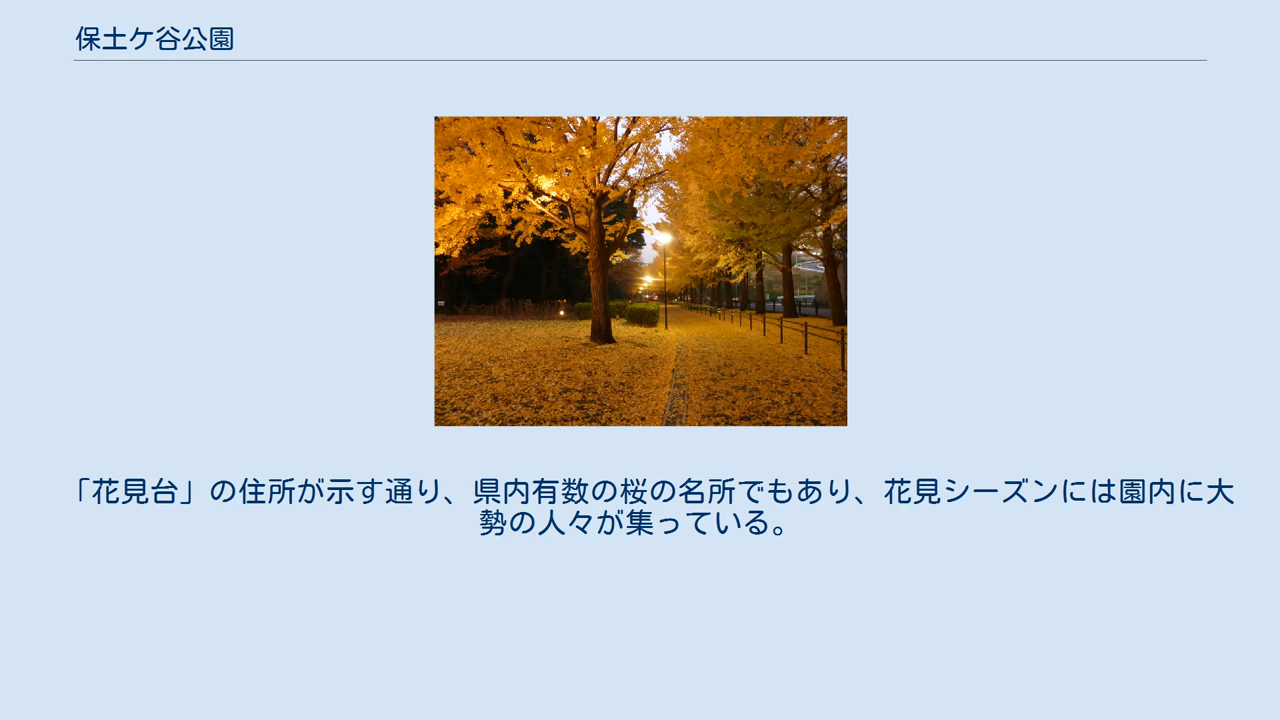 保土ケ谷公園
「花見台」の住所が示す通り、県内有数の桜の名所でもあり、花見シーズンには園内に大
勢の人々が集っている。